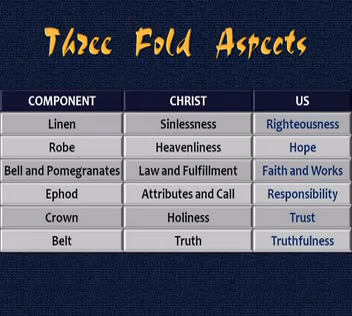 Three Fold Aspects
COMPONENT CHRIST US
Linen Sinlessness Righteousness
Robe Heavenliness Hope
Bell and Pomegranates Law and Fulfillment Faith and Works
Ephod Attributes and Call Responsibility
Crown Holiness Trust
Belt Truth Truthfulness